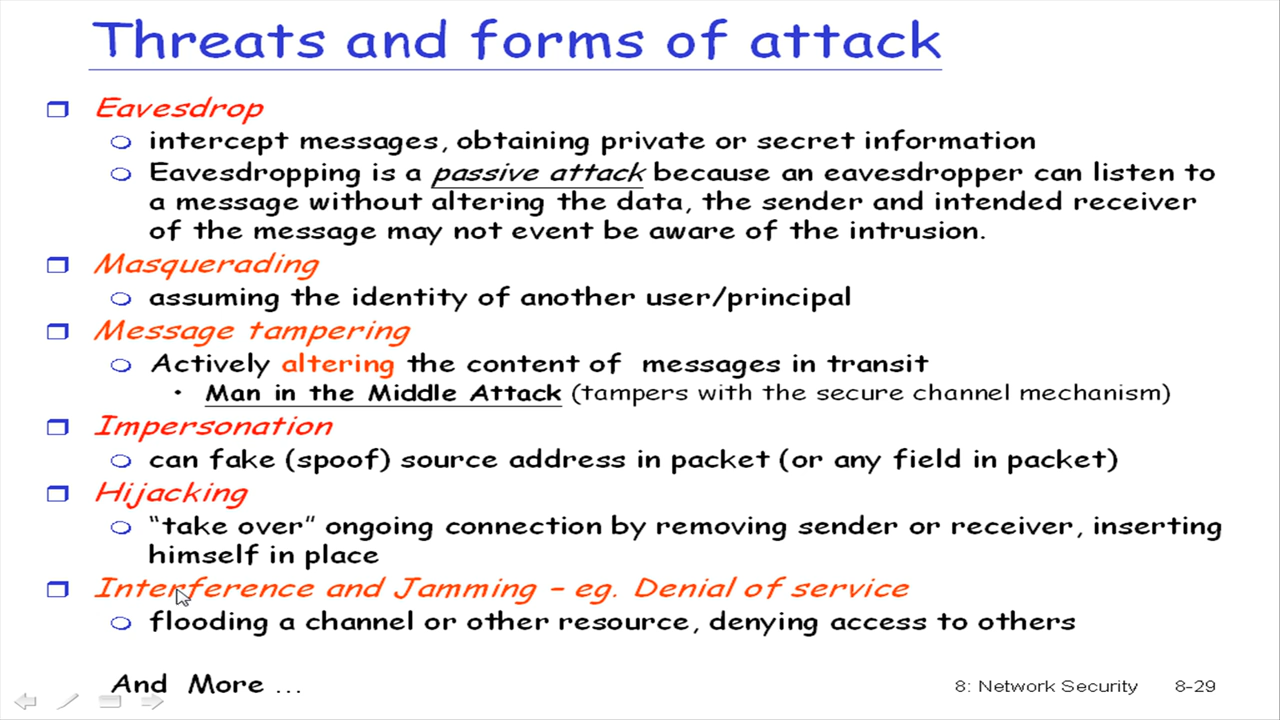 Threats and forms of attack
Eavesdrop
intercept messages, obtaining private or secret information
Eavesdropping is a passive attack because an eavesdropper can listen to
a message without altering the data, the sender and intended receiver
of the message may not event be aware of the intrusion.
Masquerading
assuming the identity of another user/principal
Message tampering
Actively altering the content of messages in transit
• Man in the Middle Attack (tampers with the secure channel mechanism)
Impersonation
can fake (spoof) source address in packet (or any field in packet)
Hijacking
“take over” ongoing connection by removing sender or receiver, inserting
himself in place
Interference and Jamming – eg. Denial of service
flooding a channel or other resource, denying access to others
And More ...
8: Network Security 8-29